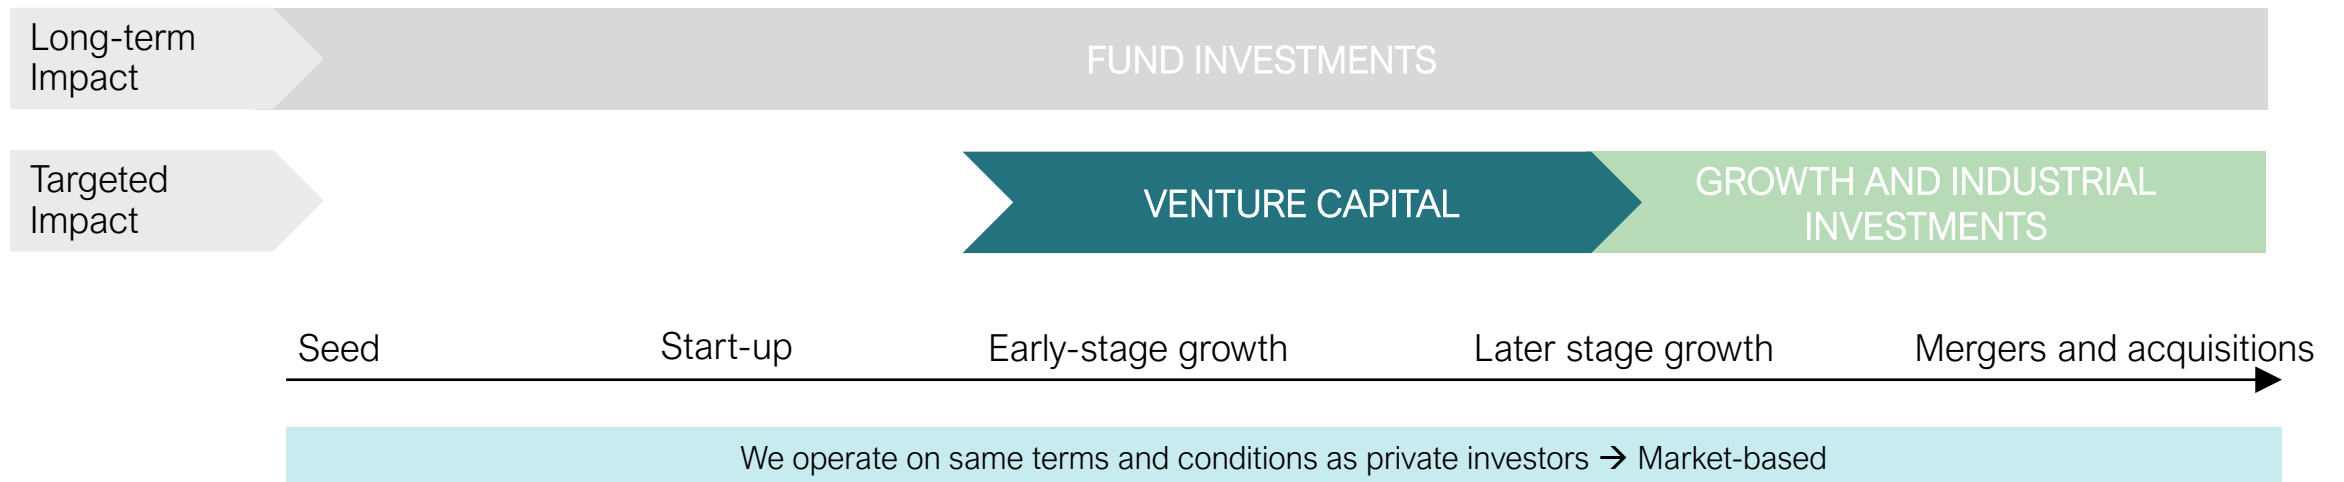 Long-term
Impact
FUND INVESTMENTS
Targeted
Impact
VENTURE CAPITAL
GROWTH AND INDUSTRIAL
INVESTMENTS
Seed
Start-up
Early-stage growth
Later stage growth
Mergers and acquisitions
We operate on same terms and conditions as private investors → Market-based